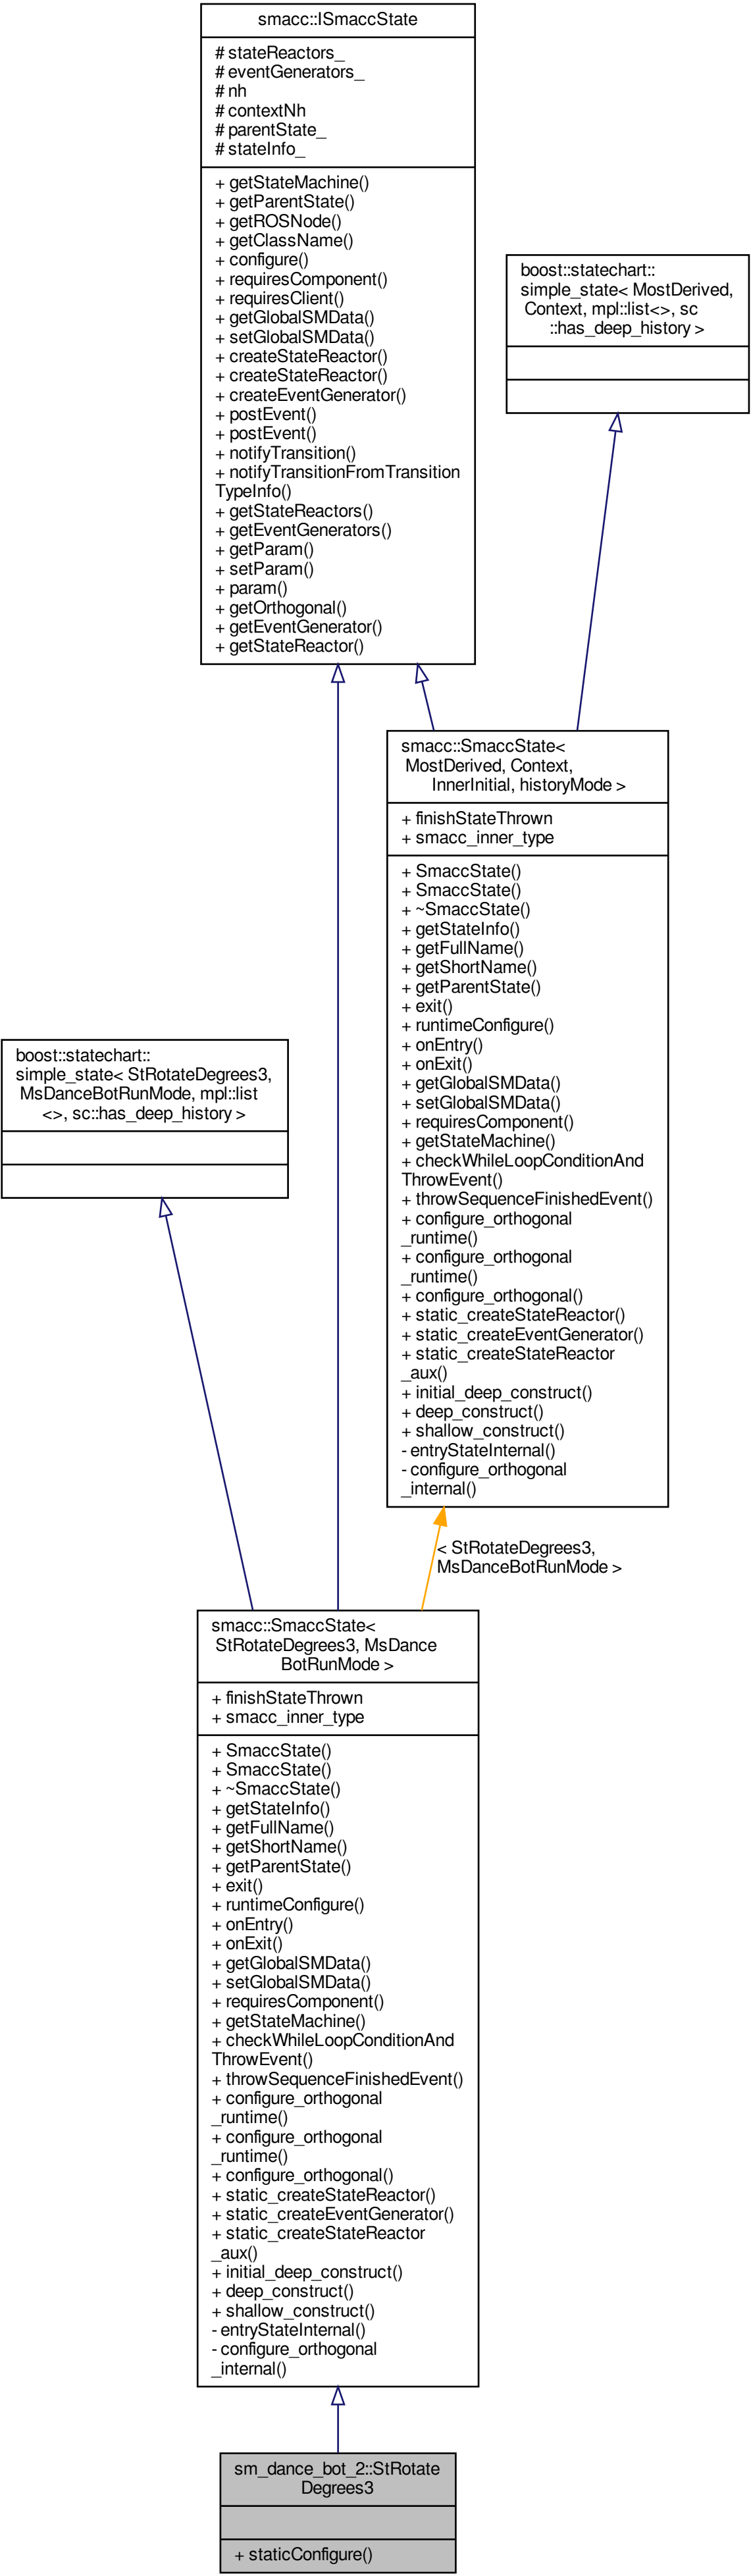 smacc::ISmaccState
# stateReactors_
# eventGenerators_
# nh
# contextNh
# parentState_
# stateInfo_
+ getStateMachine()
+ getParentState()
+ getROSNode()
+ getClassName()
+ configure()
+ requiresComponent()
+ requiresClient()
+ getGlobalSMData()
+ setGlobalSMData()
+ createStateReactor()
+ createStateReactor()
+ createEventGenerator()
+ postEvent()
+ postEvent()
+ notifyTransition()
+ notifyTransitionFromTransition
TypeInfo()
+ getStateReactors()
+ getEventGenerators()
+ getParam()
+ setParam()
+ param()
+ getOrthogonal()
+ getEventGenerator()
+ getStateReactor()
boost::statechart::
simple_state< MostDerived,
Context, mpl::list<>, sc
::has_deep_history >
smacc::SmaccState<
MostDerived, Context,
InnerInitial, historyMode >
+ finishStateThrown
+ smacc_inner_type
+ SmaccState()
+ SmaccState()
+ ~SmaccState()
+ getStateInfo()
+ getFullName()
+ getShortName()
+ getParentState()
+ exit()
+ runtimeConfigure()
+ onEntry()
+ onExit()
+ getGlobalSMData()
+ setGlobalSMData()
+ requiresComponent()
+ getStateMachine()
+ checkWhileLoopConditionAnd
ThrowEvent()
+ throwSequenceFinishedEvent()
+ configure_orthogonal
_runtime()
+ configure_orthogonal
_runtime()
+ configure_orthogonal()
+ static_createStateReactor()
+ static_createEventGenerator()
+ static_createStateReactor
_aux()
+ initial_deep_construct()
+ deep_construct()
+ shallow_construct()
- entryStateInternal()
- configure_orthogonal
_internal()
boost::statechart::
simple_state< StRotateDegrees3,
MsDanceBotRunMode, mpl::list
<>, sc::has_deep_history >
< StRotateDegrees3,
MsDanceBotRunMode >
smacc::SmaccState<
StRotateDegrees3, MsDance
BotRunMode >
+ finishStateThrown
+ smacc_inner_type
+ SmaccState()
+ SmaccState()
+ ~SmaccState()
+ getStateInfo()
+ getFullName()
+ getShortName()
+ getParentState()
+ exit()
+ runtimeConfigure()
+ onEntry()
+ onExit()
+ getGlobalSMData()
+ setGlobalSMData()
+ requiresComponent()
+ getStateMachine()
+ checkWhileLoopConditionAnd
ThrowEvent()
+ throwSequenceFinishedEvent()
+ configure_orthogonal
_runtime()
+ configure_orthogonal
_runtime()
+ configure_orthogonal()
+ static_createStateReactor()
+ static_createEventGenerator()
+ static_createStateReactor
_aux()
+ initial_deep_construct()
+ deep_construct()
+ shallow_construct()
- entryStateInternal()
- configure_orthogonal
_internal()
sm_dance_bot_2::StRotate
Degrees3
+ staticConfigure()